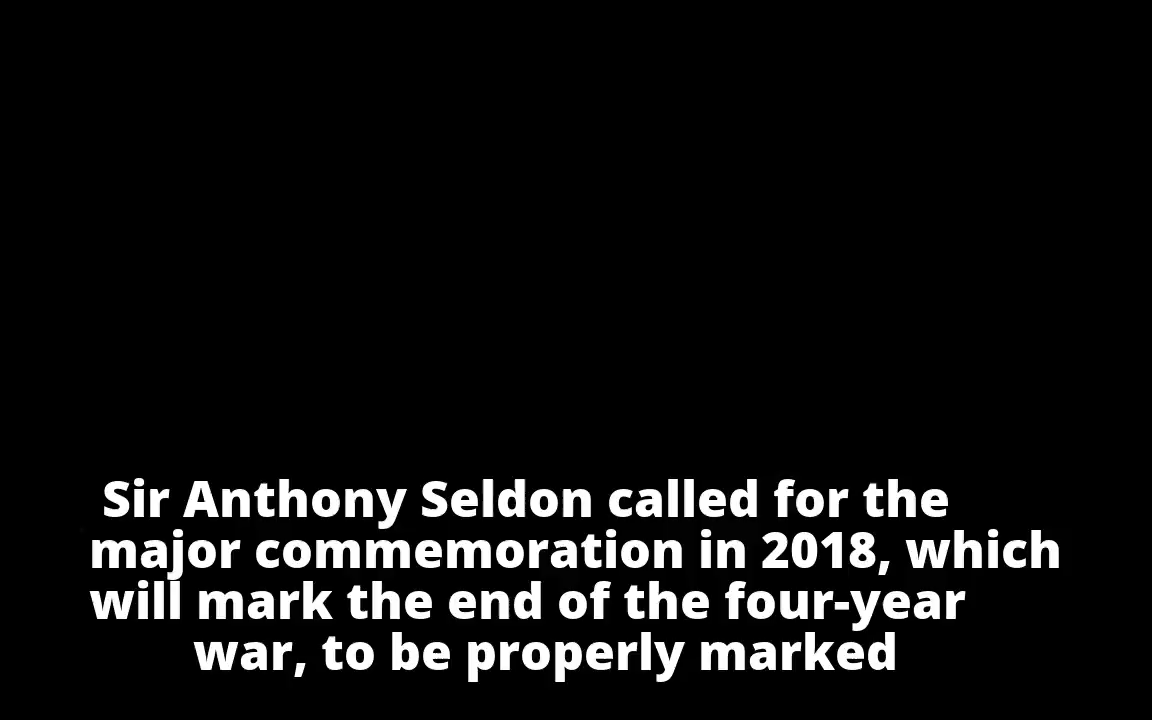 Sir Anthony Seldon called for the
major commemoration in 2018, which
will mark the end of the four-year
war, to be properly marked